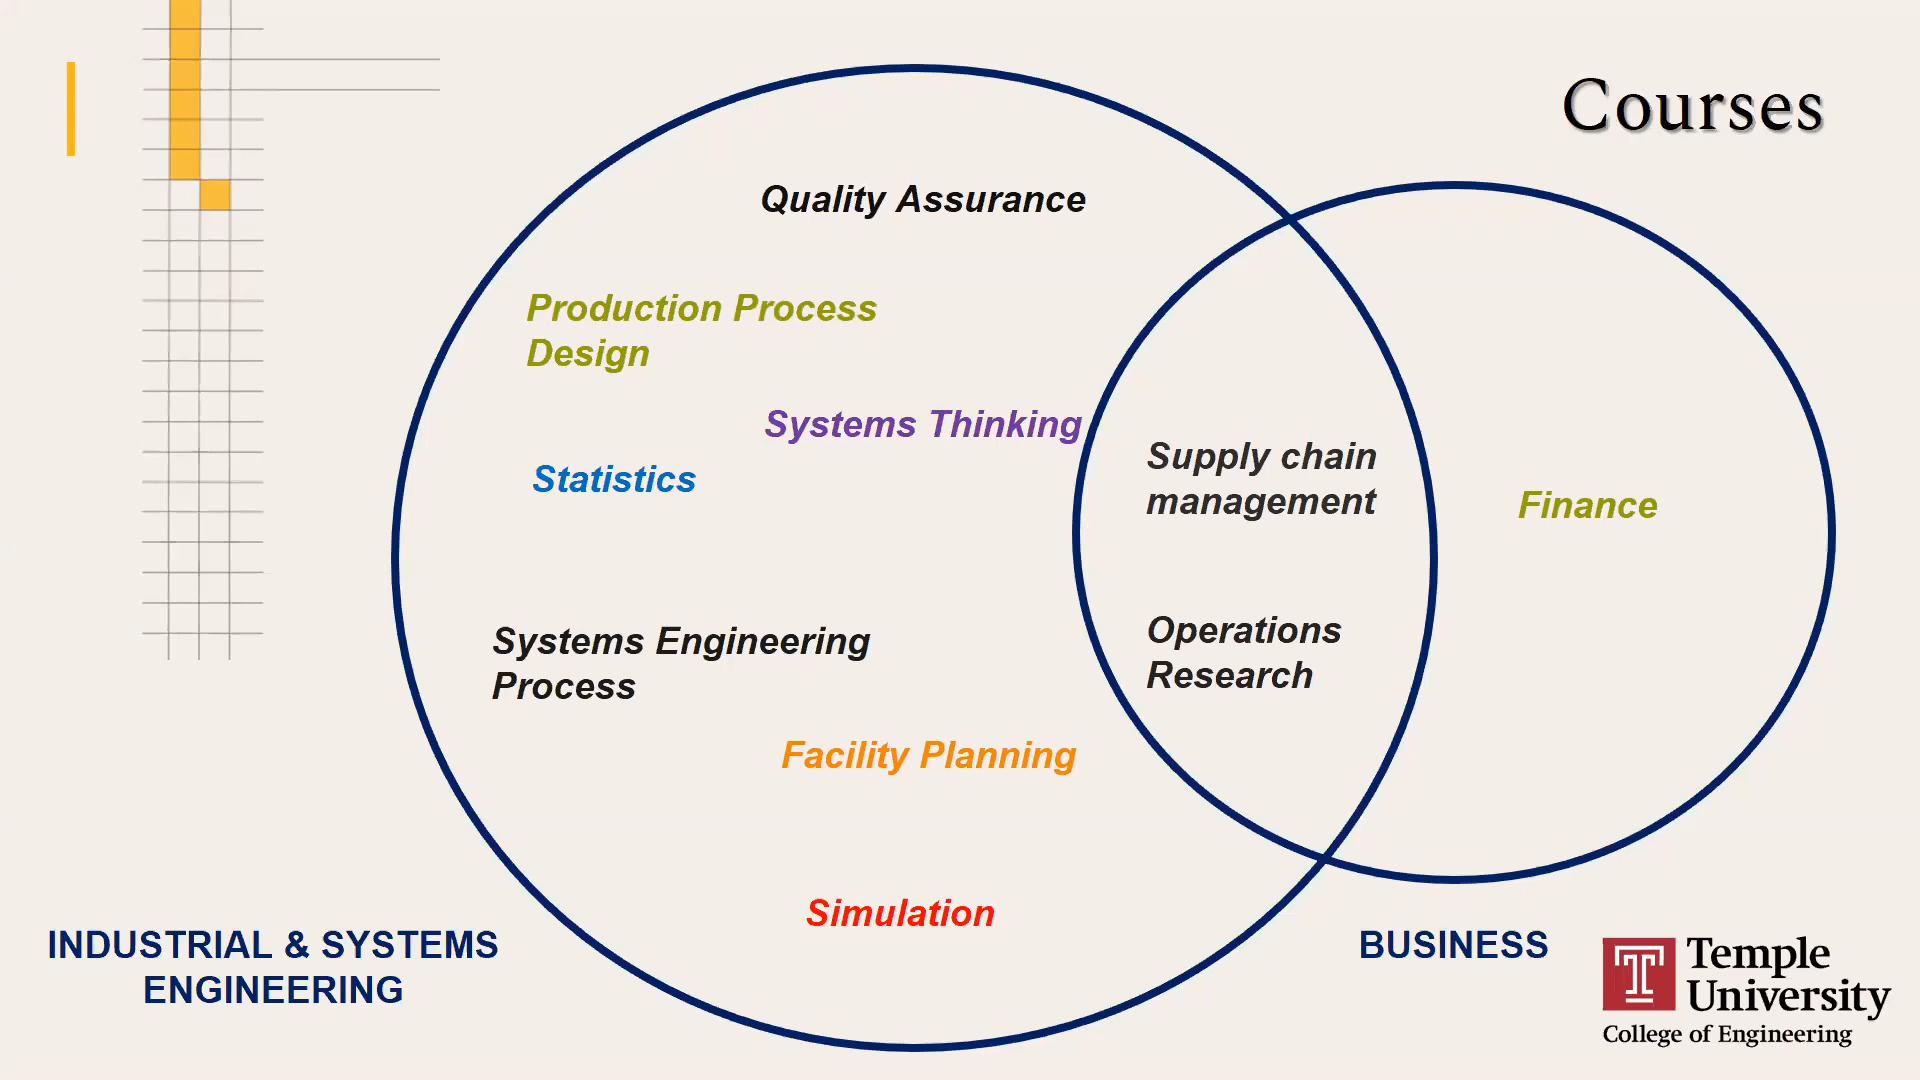 Courses
Quality Assurance
Production Process
Design
Systems Thinking
Statistics
Supply chain
management
Finance
Systems Engineering
Process
Operations
Research
Facility Planning
Simulation
INDUSTRIAL & SYSTEMS
ENGINEERING
BUSINESS
Temple
University
College of Engineering